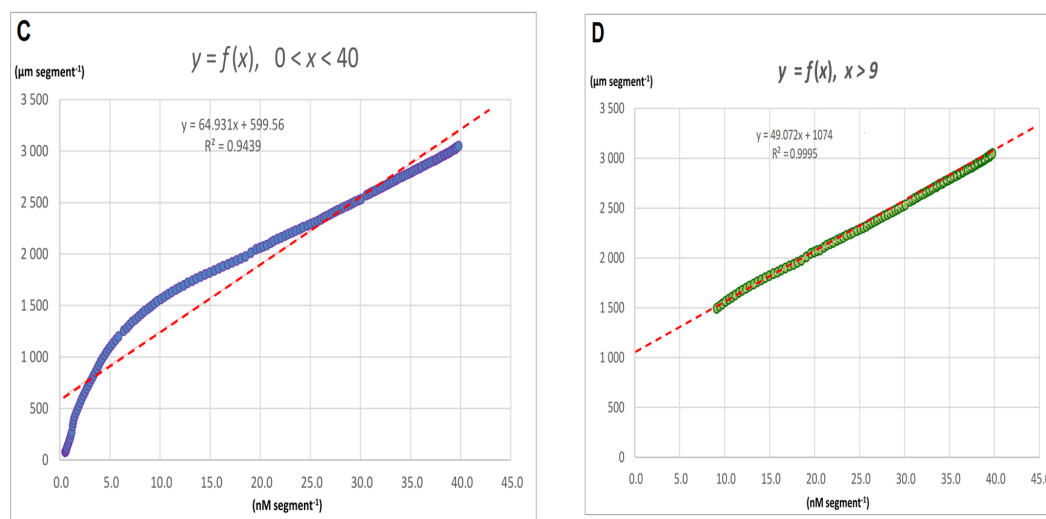 C
y = f (x), 0 < x < 40
(μm segment⁻¹)
3 500
3 000
2 500
2 000
1 500
1 000
500
0
y = 64.931x + 599.56
R² = 0.9439
0.0 5.0 10.0 15.0 20.0 25.0 30.0 35.0 40.0 45.0
(nM segment⁻¹)
D
y = f (x), x > 9
(μm segment⁻¹)
3 500
3 000
2 500
2 000
1 500
1 000
500
0
y = 49.072x + 1074
R² = 0.9995
0.0 5.0 10.0 15.0 20.0 25.0 30.0 35.0 40.0 45.0
(nM segment⁻¹)